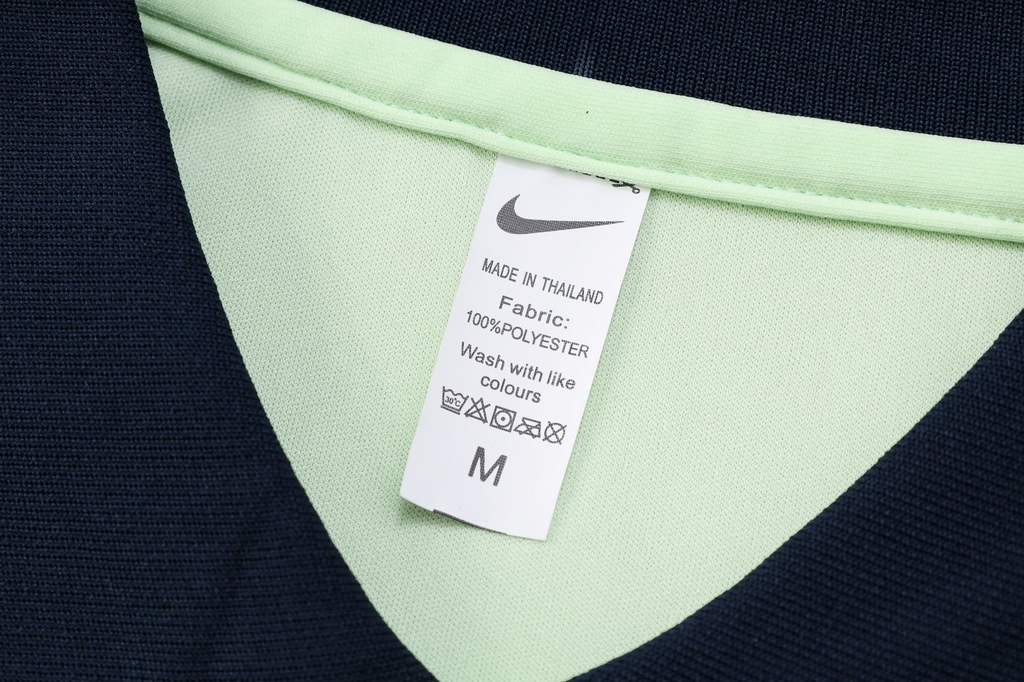 MADE IN THAILAND
Fabric:
100%POLYESTER
Wash with like
colours
30°C
M